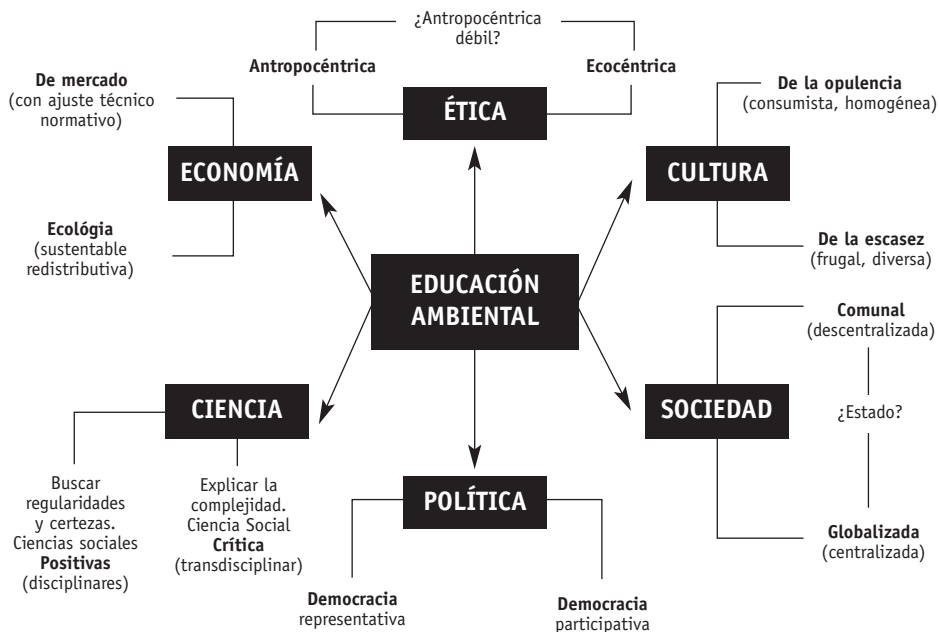 ¿Antropocéntrica
débil?
Antropocéntrica
Ecocéntrica
ÉTICA
De mercado
(con ajuste técnico
normativo)
ECONOMÍA
Ecológia
(sustentable
redistributiva)
De la opulencia
(consumista, homogénea)
CULTURA
De la escasez
(frugal, diversa)
EDUCACIÓN
AMBIENTAL
Comunal
(descentralizada)
SOCIEDAD
¿Estado?
Globalizada
(centralizada)
CIENCIA
Buscar
regularidades
y certezas.
Ciencias sociales
Positivas
(disciplinares)
Explicar la
complejidad.
Ciencia Social
Crítica
(transdisciplinar)
POLÍTICA
Democracia
representativa
Democracia
participativa